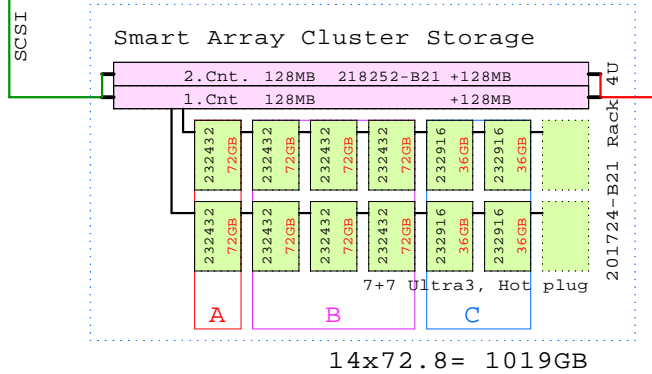 SCSI
Smart Array Cluster Storage
2.Cnt. 128MB 218252-B21 +128MB
1.Cnt 128MB +128MB
201724-B21 Rack 4U
232432 72GB
232432 72GB
232432 72GB
232432 72GB
232916 36GB
232916 36GB
232432 72GB
232432 72GB
232432 72GB
232432 72GB
232916 36GB
232916 36GB
7+7 Ultra3, Hot plug
A
B
C
14x72.8= 1019GB